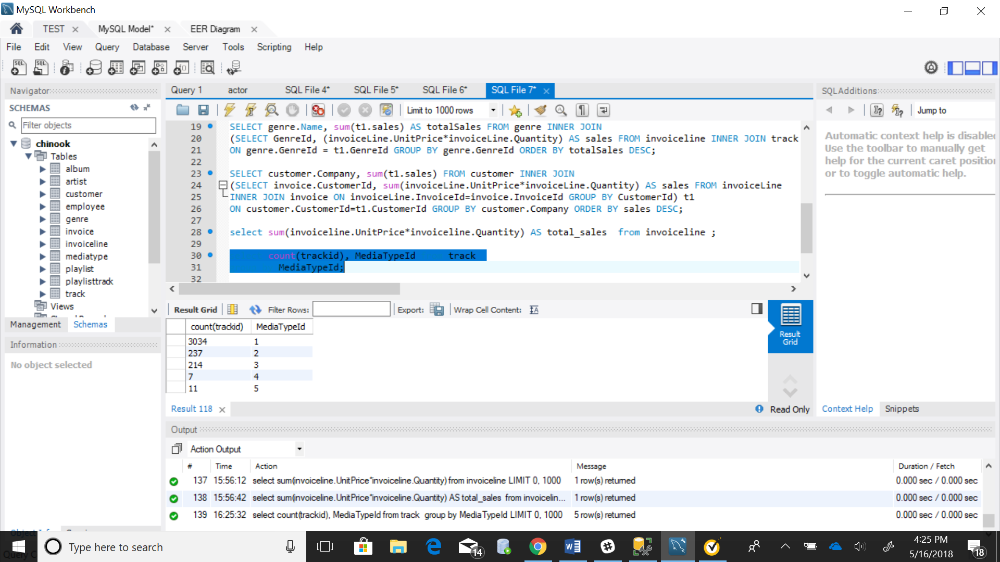 MySQL Workbench
TEST
MySQL Model*
EER Diagram
File Edit View Query Database Server Tools Scripting Help
Navigator
SCHEMAS
Filter objects
chinook
Tables
album
artist
customer
employee
genre
invoice
invoiceline
mediatype
playlist
playlisttrack
track
Views
Management Schemas
Information
No object selected
Query 1 actor SQL File 4* SQL File 5* SQL File 6* SQL File 7*
Limit to 1000 rows
19 SELECT genre.Name, sum(t1.sales) AS totalSales FROM genre INNER JOIN
20 (SELECT GenreId, (invoiceLine.UnitPrice*invoiceLine.Quantity) AS sales FROM invoiceline INNER JOIN track
21 ON genre.GenreId = t1.GenreId GROUP BY genre.GenreId ORDER BY totalSales DESC;
22
23 SELECT customer.Company, sum(t1.sales) FROM customer INNER JOIN
24 (SELECT invoice.CustomerId, sum(invoiceLine.UnitPrice*invoiceLine.Quantity) AS sales FROM invoiceLine
25 INNER JOIN invoice ON invoiceLine.InvoiceId=invoice.InvoiceId GROUP BY CustomerId) t1
26 ON customer.CustomerId=t1.CustomerId GROUP BY customer.Company ORDER BY sales DESC;
27
28 select sum(invoiceline.UnitPrice*invoiceline.Quantity) AS total_sales from invoiceline ;
29
30 count(trackid), MediaTypeId track
31 MediaTypeId;
32
Result Grid Filter Rows: Export: Wrap Cell Content:
count(trackid) MediaTypeId
3034 1
237 2
214 3
7 4
11 5
Result Grid
Result 118
Read Only
SQLAdditions
Jump to
Automatic context help is disabled
Use the toolbar to manually get
help for the current caret position
or to toggle automatic help.
Context Help Snippets
Output
Action Output
# Time Action Message Duration / Fetch
137 15:56:12 select sum(invoiceline.UnitPrice*invoiceline.Quantity) from invoiceline LIMIT 0, 1000 1 row(s) returned 0.000 sec / 0.000 sec
138 15:56:42 select sum(invoiceline.UnitPrice*invoiceline.Quantity) AS total_sales from invoicelin... 1 row(s) returned 0.000 sec / 0.000 sec
139 16:25:32 select count(trackid), MediaTypeId from track group by MediaTypeId LIMIT 0, 1000 5 row(s) returned 0.000 sec / 0.000 sec
Type here to search
14
4:25 PM
5/16/2018
18